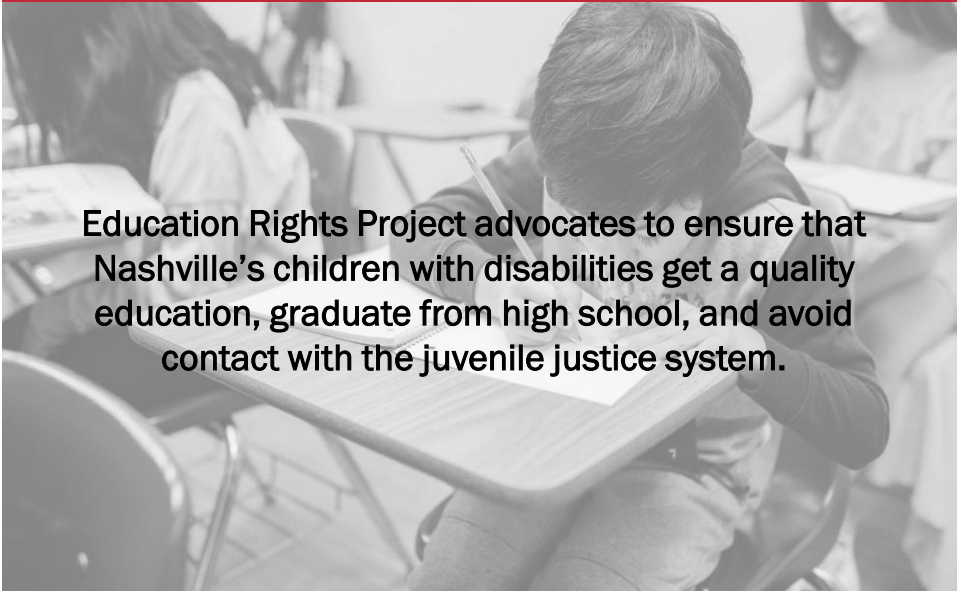 Education Rights Project advocates to ensure that
Nashville’s children with disabilities get a quality
education, graduate from high school, and avoid
contact with the juvenile justice system.